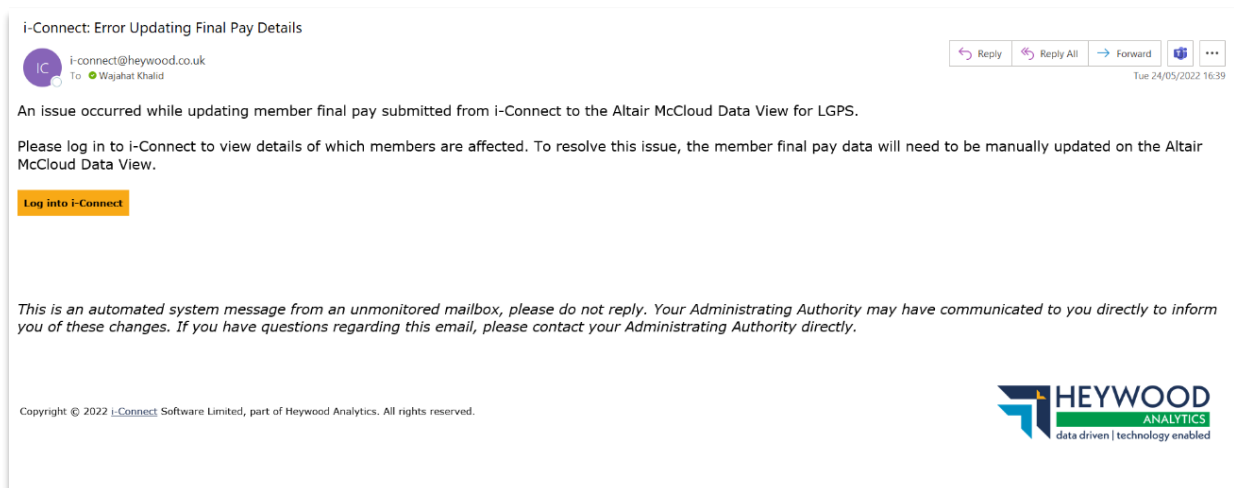 i-Connect: Error Updating Final Pay Details
IC
i-connect@heywood.co.uk
To Wajahat Khalid
Reply
Reply All
Forward
Tue 24/05/2022 16:39
An issue occurred while updating member final pay submitted from i-Connect to the Altair McCloud Data View for LGPS.
Please log in to i-Connect to view details of which members are affected. To resolve this issue, the member final pay data will need to be manually updated on the Altair
McCloud Data View.
Log into i-Connect
This is an automated system message from an unmonitored mailbox, please do not reply. Your Administrating Authority may have communicated to you directly to inform
you of these changes. If you have questions regarding this email, please contact your Administrating Authority directly.
Copyright © 2022 i-Connect Software Limited, part of Heywood Analytics. All rights reserved.
HEYWOOD
ANALYTICS
data driven | technology enabled